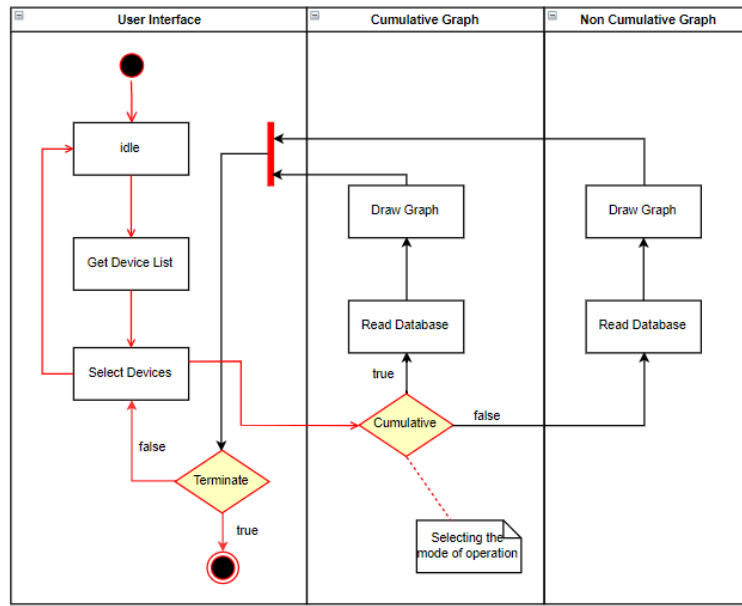 User Interface
Cumulative Graph
Non Cumulative Graph
idle
Draw Graph
Draw Graph
Get Device List
Read Database
Read Database
Select Devices
true
Cumulative
false
false
Terminate
true
Selecting the
mode of operation